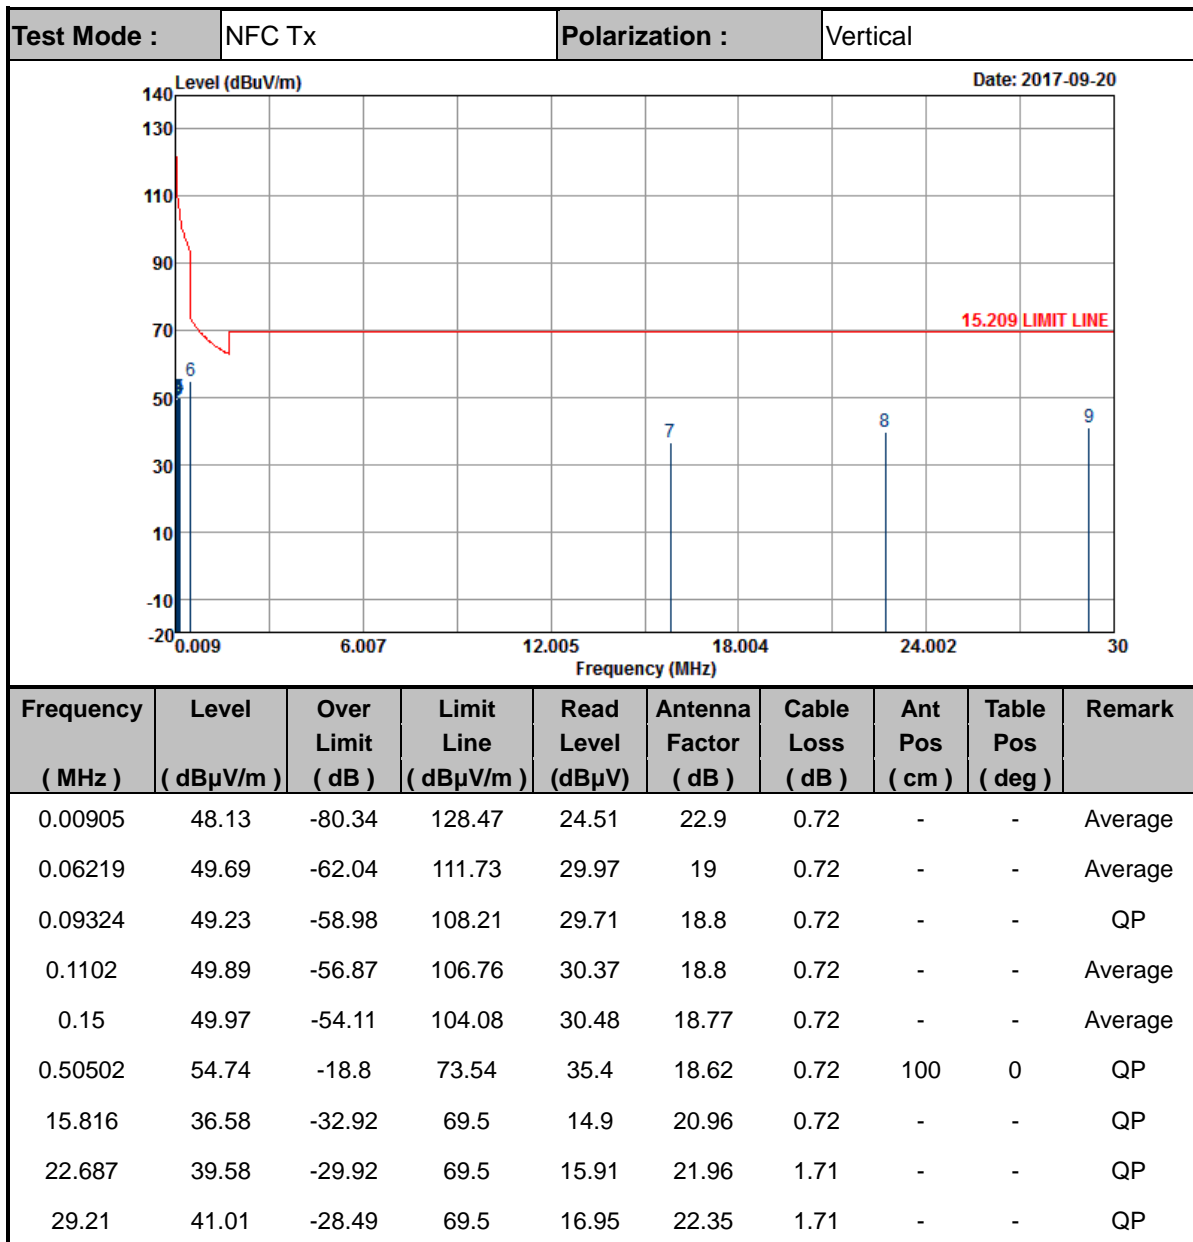 Test Mode : NFC Tx Polarization : Vertical
Level (dBuV/m) Date: 2017-09-20
140
130
110
90
70
50
30
10
-10
-20
15.209 LIMIT LINE
6
7
8
9
0.009 6.007 12.005 18.004 24.002 30
Frequency (MHz)
Frequency Level Over Limit Read Antenna Cable Ant Table Remark
Limit Line Level Factor Loss Pos Pos
( MHz ) ( dBµV/m ) ( dB ) ( dBµV/m ) (dBµV) ( dB ) ( dB ) ( cm ) ( deg )
0.00905 48.13 -80.34 128.47 24.51 22.9 0.72 - - Average
0.06219 49.69 -62.04 111.73 29.97 19 0.72 - - Average
0.09324 49.23 -58.98 108.21 29.71 18.8 0.72 - - QP
0.1102 49.89 -56.87 106.76 30.37 18.8 0.72 - - Average
0.15 49.97 -54.11 104.08 30.48 18.77 0.72 - - Average
0.50502 54.74 -18.8 73.54 35.4 18.62 0.72 100 0 QP
15.816 36.58 -32.92 69.5 14.9 20.96 0.72 - - QP
22.687 39.58 -29.92 69.5 15.91 21.96 1.71 - - QP
29.21 41.01 -28.49 69.5 16.95 22.35 1.71 - - QP